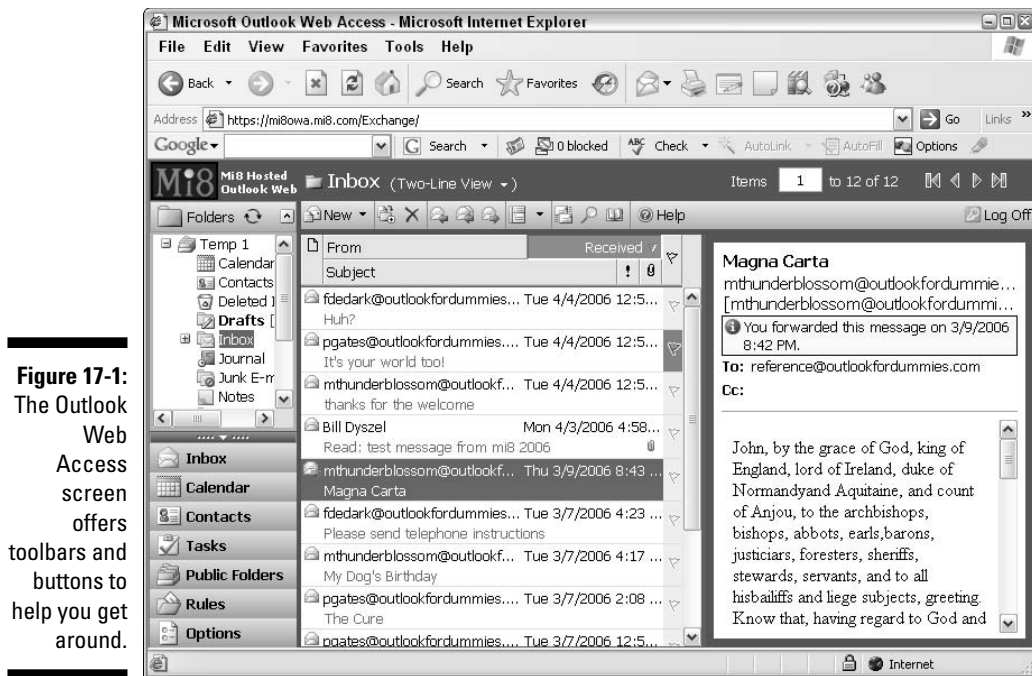 Microsoft Outlook Web Access - Microsoft Internet Explorer
File Edit View Favorites Tools Help
Back Search Favorites
Address https://mi8owa.mi8.com/Exchange/ Go Links »
Google Search 0 blocked ABC Check AutoLink AutoFill Options
Mi8 Mi8 Hosted
Outlook Web
Inbox (Two-Line View) Items 1 to 12 of 12
Folders New Help Log Off
Temp 1
Calendar
Contacts
Deleted
Drafts [
Inbox
Journal
Junk E-m
Notes
Inbox
Calendar
Contacts
Tasks
Public Folders
Rules
Options
From Received
Subject !
fdedark@outlookfordummies... Tue 4/4/2006 12:5...
Huh?
pgates@outlookfordummies.... Tue 4/4/2006 12:5...
It's your world too!
mthunderblossom@outlookf... Tue 4/4/2006 12:5...
thanks for the welcome
Bill Dyszel Mon 4/3/2006 4:58...
Read: test message from mi8 2006
mthunderblossom@outlookf... Thu 3/9/2006 8:43 ...
Magna Carta
fdedark@outlookfordummies... Tue 3/7/2006 4:23 ...
Please send telephone instructions
mthunderblossom@outlookf... Tue 3/7/2006 4:17 ...
My Dog's Birthday
pgates@outlookfordummies.... Tue 3/7/2006 2:08 ...
The Cure
pgates@outlookfordummies.... Tue 3/7/2006 12:5...
Magna Carta
mthunderblossom@outlookfordummie...
[mthunderblossom@outlookfordummi...
You forwarded this message on 3/9/2006
8:42 PM.
To: reference@outlookfordummies.com
Cc:
John, by the grace of God, king of
England, lord of Ireland, duke of
Normandyand Aquitaine, and count
of Anjou, to the archbishops,
bishops, abbots, earls,barons,
justiciars, foresters, sheriffs,
stewards, servants, and to all
hisbailiffs and liege subjects, greeting.
Know that, having regard to God and
Internet
Figure 17-1:
The Outlook
Web
Access
screen
offers
toolbars and
buttons to
help you get
around.